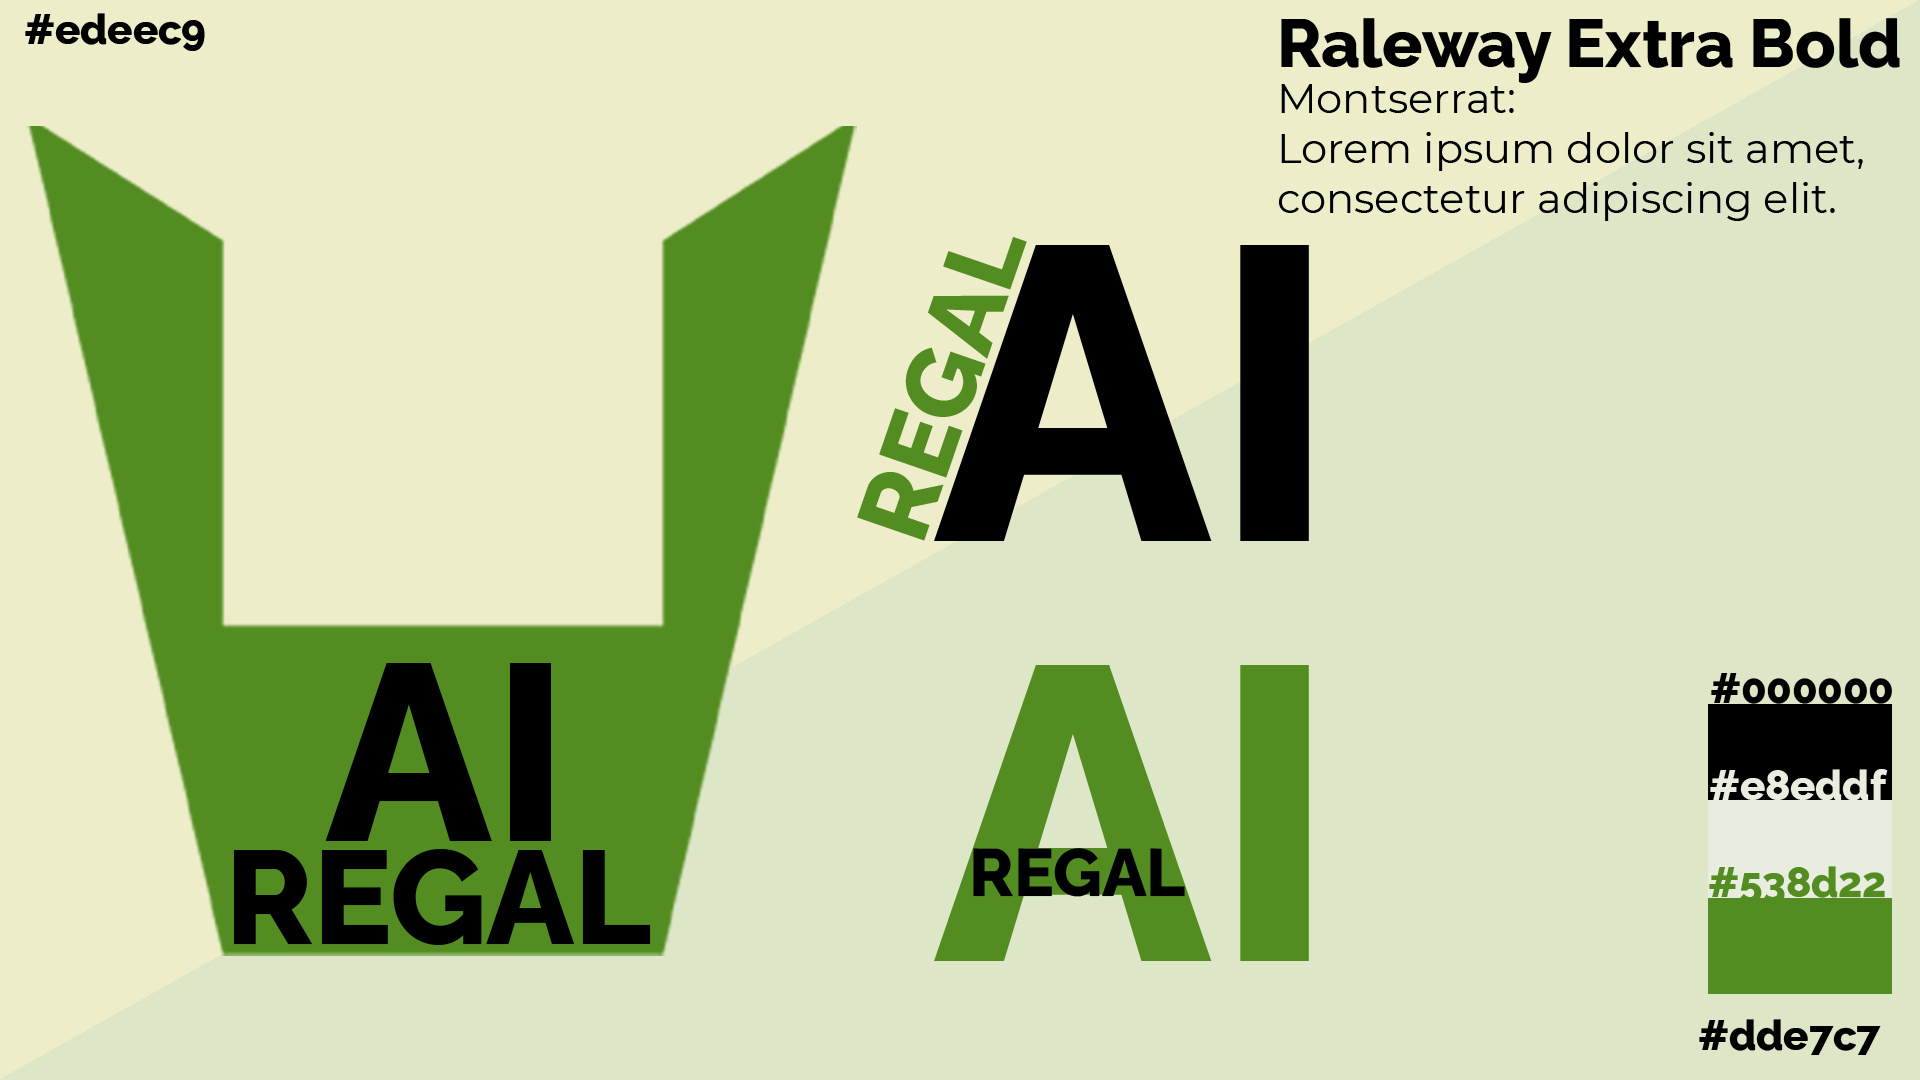 #edeec9
Raleway Extra Bold
Montserrat:
Lorem ipsum dolor sit amet,
consectetur adipiscing elit.
REGAL
AI
AI
REGAL
AI
REGAL
#000000
#e8eddf
#538d22
#dde7c7